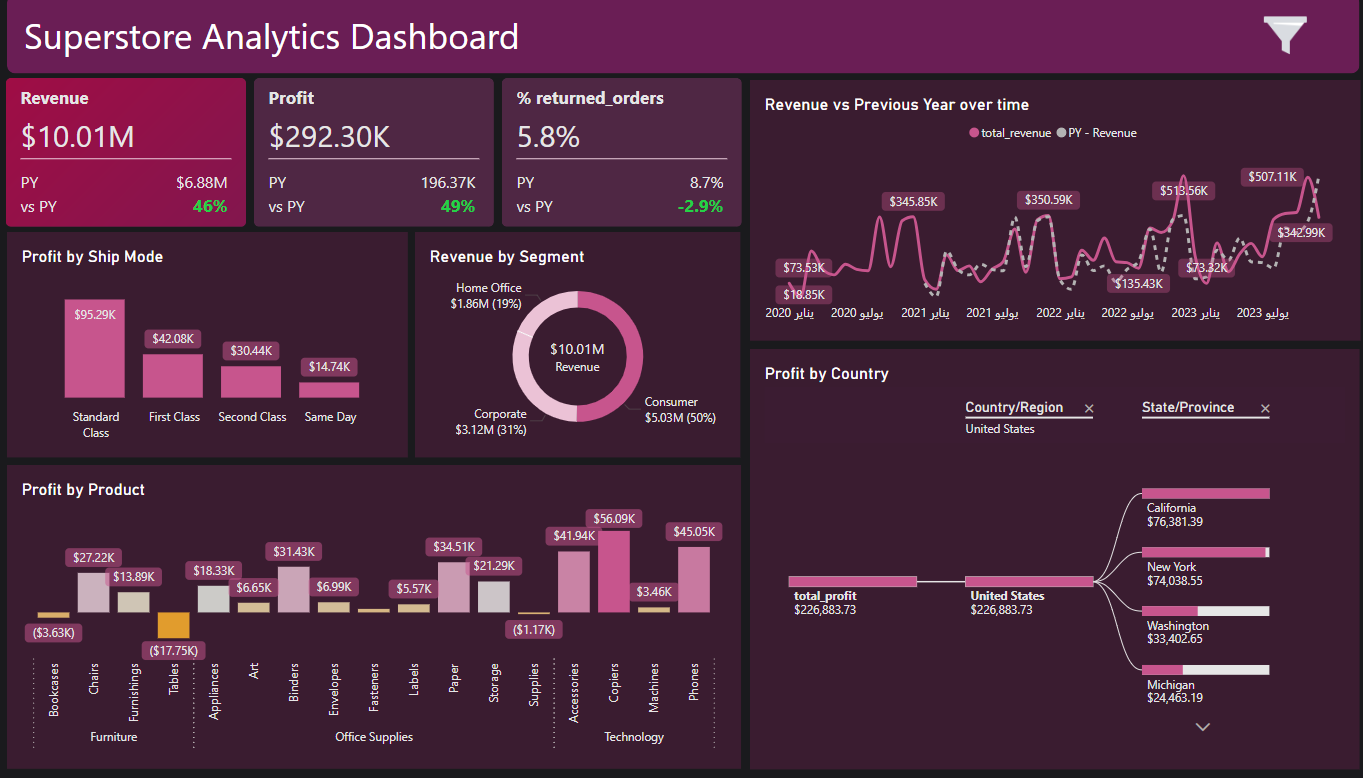 Superstore Analytics Dashboard
Revenue
$10.01M
PY $6.88M
vs PY 46%
Profit
$292.30K
PY 196.37K
vs PY 49%
% returned_orders
5.8%
PY 8.7%
vs PY -2.9%
Revenue vs Previous Year over time
total_revenue PY - Revenue
$73.53K
$18.85K
$345.85K
$350.59K
$135.43K
$513.56K
$73.32K
$507.11K
$342.99K
يناير 2020
يوليو 2020
يناير 2021
يوليو 2021
يناير 2022
يوليو 2022
يناير 2023
يوليو 2023
Profit by Ship Mode
$95.29K
$42.08K
$30.44K
$14.74K
Standard
Class
First Class
Second Class
Same Day
Revenue by Segment
Home Office
$1.86M (19%)
$10.01M
Revenue
Corporate
$3.12M (31%)
Consumer
$5.03M (50%)
Profit by Country
Country/Region
United States
State/Province
total_profit
$226,883.73
United States
$226,883.73
California
$76,381.39
New York
$74,038.55
Washington
$33,402.65
Michigan
$24,463.19
Profit by Product
($3.63K)
$27.22K
$13.89K
($17.75K)
$18.33K
$6.65K
$31.43K
$6.99K
$5.57K
$34.51K
$21.29K
($1.17K)
$41.94K
$56.09K
$3.46K
$45.05K
Bookcases
Chairs
Furnishings
Tables
Appliances
Art
Binders
Envelopes
Fasteners
Labels
Paper
Storage
Supplies
Accessories
Copiers
Machines
Phones
Furniture
Office Supplies
Technology